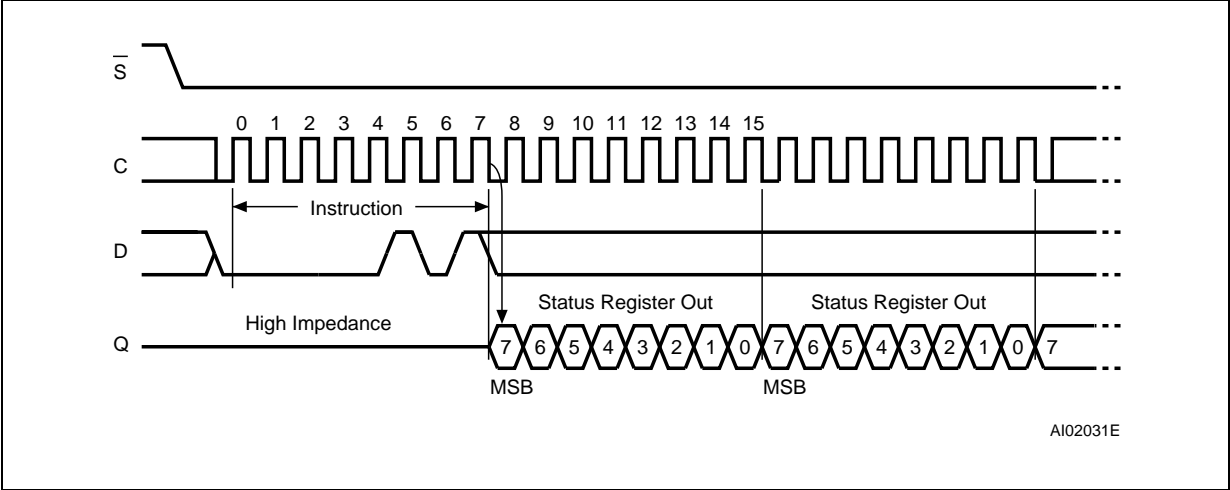 S
0 1 2 3 4 5 6 7 8 9 10 11 12 13 14 15
C
Instruction
D
Status Register Out Status Register Out
High Impedance
Q 7 6 5 4 3 2 1 0 7 6 5 4 3 2 1 0 7
MSB MSB
AI02031E